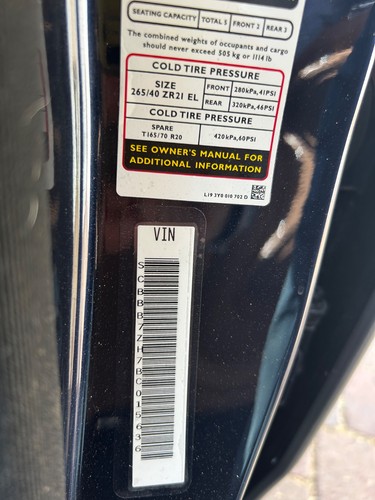 SEATING CAPACITY TOTAL 5 FRONT 2 REAR 3
The combined weights of occupants and cargo
should never exceed 505 kg or 1114 lb
COLD TIRE PRESSURE
SIZE
265/40 ZR21 EL
FRONT 280kPa,41PSI
REAR 320kPa,46PSI
COLD TIRE PRESSURE
SPARE
T165/70 R20
420kPa,60PSI
SEE OWNER'S MANUAL FOR
ADDITIONAL INFORMATION
L19 3Y0 010 702 D
VIN
SCBBB7ZH7BC015636